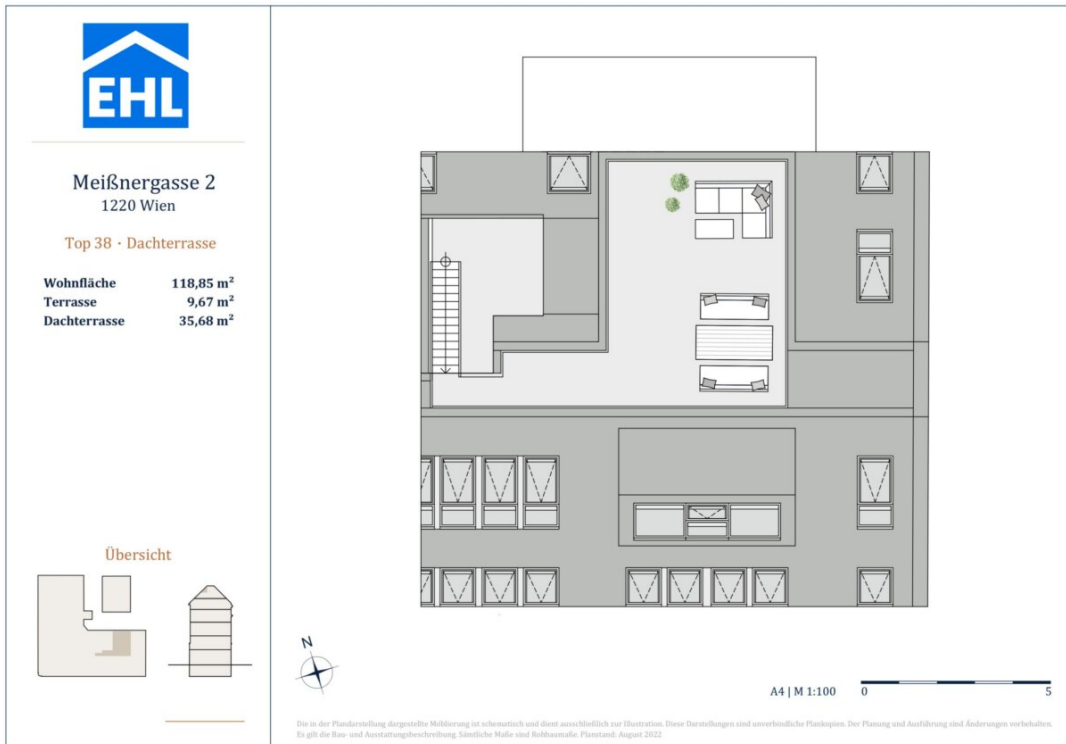 EHL
Meißnergasse 2
1220 Wien
Top 38 · Dachterrasse
Wohnfläche 118,85 m²
Terrasse 9,67 m²
Dachterrasse 35,68 m²
Übersicht
N
A4 | M 1:100 0 5
Die in der Plandarstellung dargestellte Möblierung ist schematisch und dient ausschließlich zur Illustration. Diese Darstellungen sind unverbindliche Plankopien. Der Planung und Ausführung sind Änderungen vorbehalten.
Es gilt die Bau- und Ausstattungsbeschreibung. Sämtliche Maße sind Rohbaumaße. Planstand: August 2022